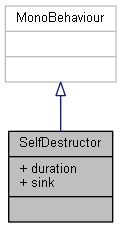 MonoBehaviour
SelfDestructor
+ duration
+ sink